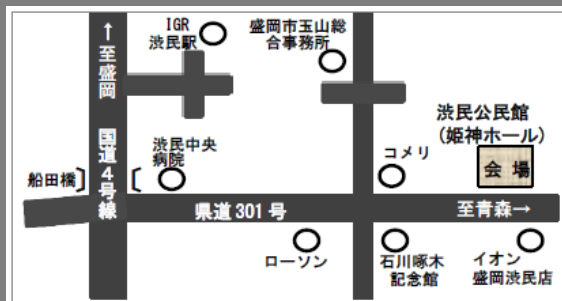 ↑至盛岡
国道4号線
IGR
渋民駅
盛岡市玉山総
合事務所
渋民公民館
(姫神ホール)
会 場
渋民中央
病院
コメリ
船田橋
県道301号
至青森→
ローソン
石川啄木
記念館
イオン
盛岡渋民店